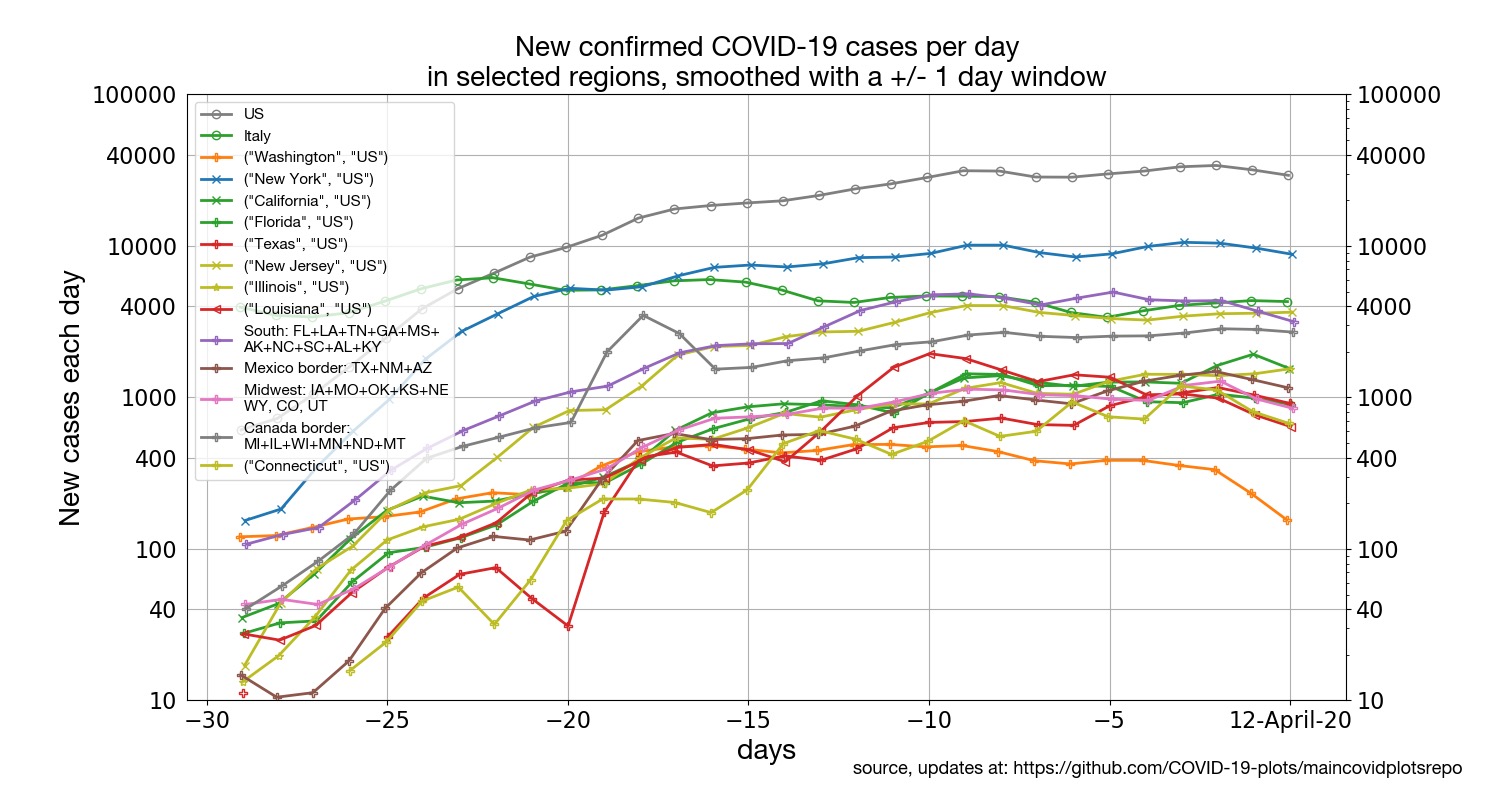 New confirmed COVID-19 cases per day
in selected regions, smoothed with a +/- 1 day window
100000
40000
10000
4000
1000
400
100
40
10
New cases each day
US
Italy
("Washington", "US")
("New York", "US")
("California", "US")
("Florida", "US")
("Texas", "US")
("New Jersey", "US")
("Illinois", "US")
("Louisiana", "US")
South: FL+LA+TN+GA+MS+
AK+NC+SC+AL+KY
Mexico border: TX+NM+AZ
Midwest: IA+MO+OK+KS+NE
WY, CO, UT
Canada border:
MI+IL+WI+MN+ND+MT
("Connecticut", "US")
100000
40000
10000
4000
1000
400
100
40
10
−30 −25 −20 −15 −10 −5 12-April-20
days
source, updates at: https://github.com/COVID-19-plots/maincovidplotsrepo